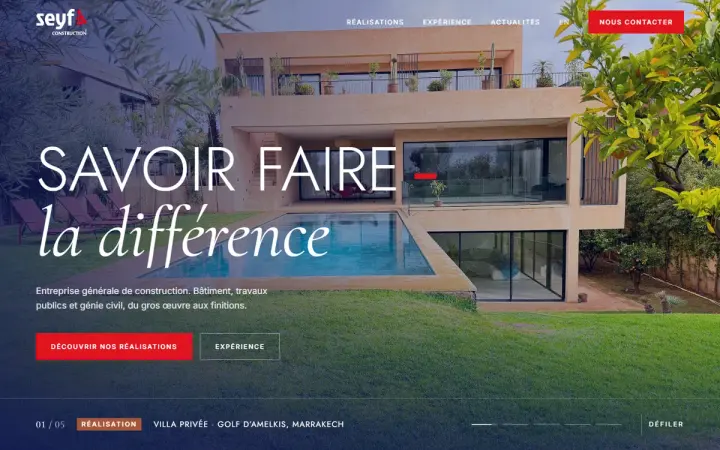 seyf
CONSTRUCTION
RÉALISATIONS
EXPÉRIENCE
ACTUALITÉS
EN
NOUS CONTACTER
SAVOIR FAIRE
la différence
Entreprise générale de construction. Bâtiment, travaux
publics et génie civil, du gros œuvre aux finitions.
DÉCOUVRIR NOS RÉALISATIONS
EXPÉRIENCE
01 / 05
RÉALISATION
VILLA PRIVÉE · GOLF D'AMELKIS, MARRAKECH
DÉFILER